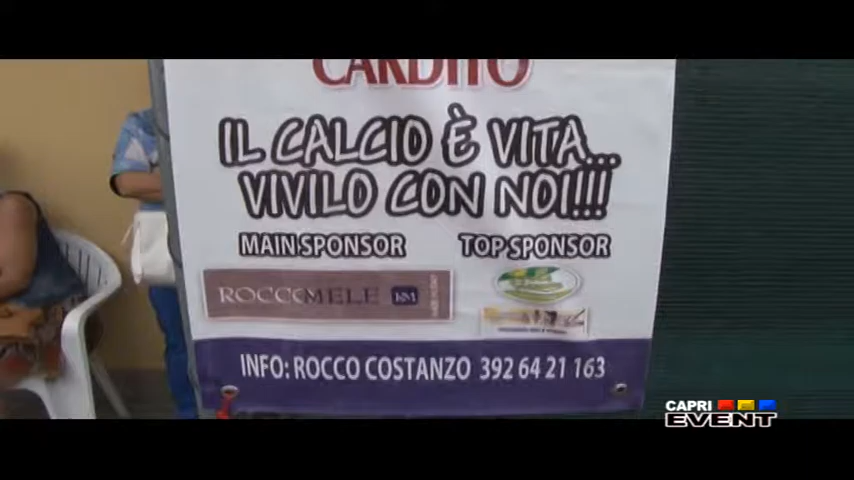 CARDITO
IL CALCIO È VITA...
VIVILO CON NOI!!!
MAIN SPONSOR
TOP SPONSOR
ROCCOMELE
INFO: ROCCO COSTANZO 392 64 21 163
CAPRI
EVENT